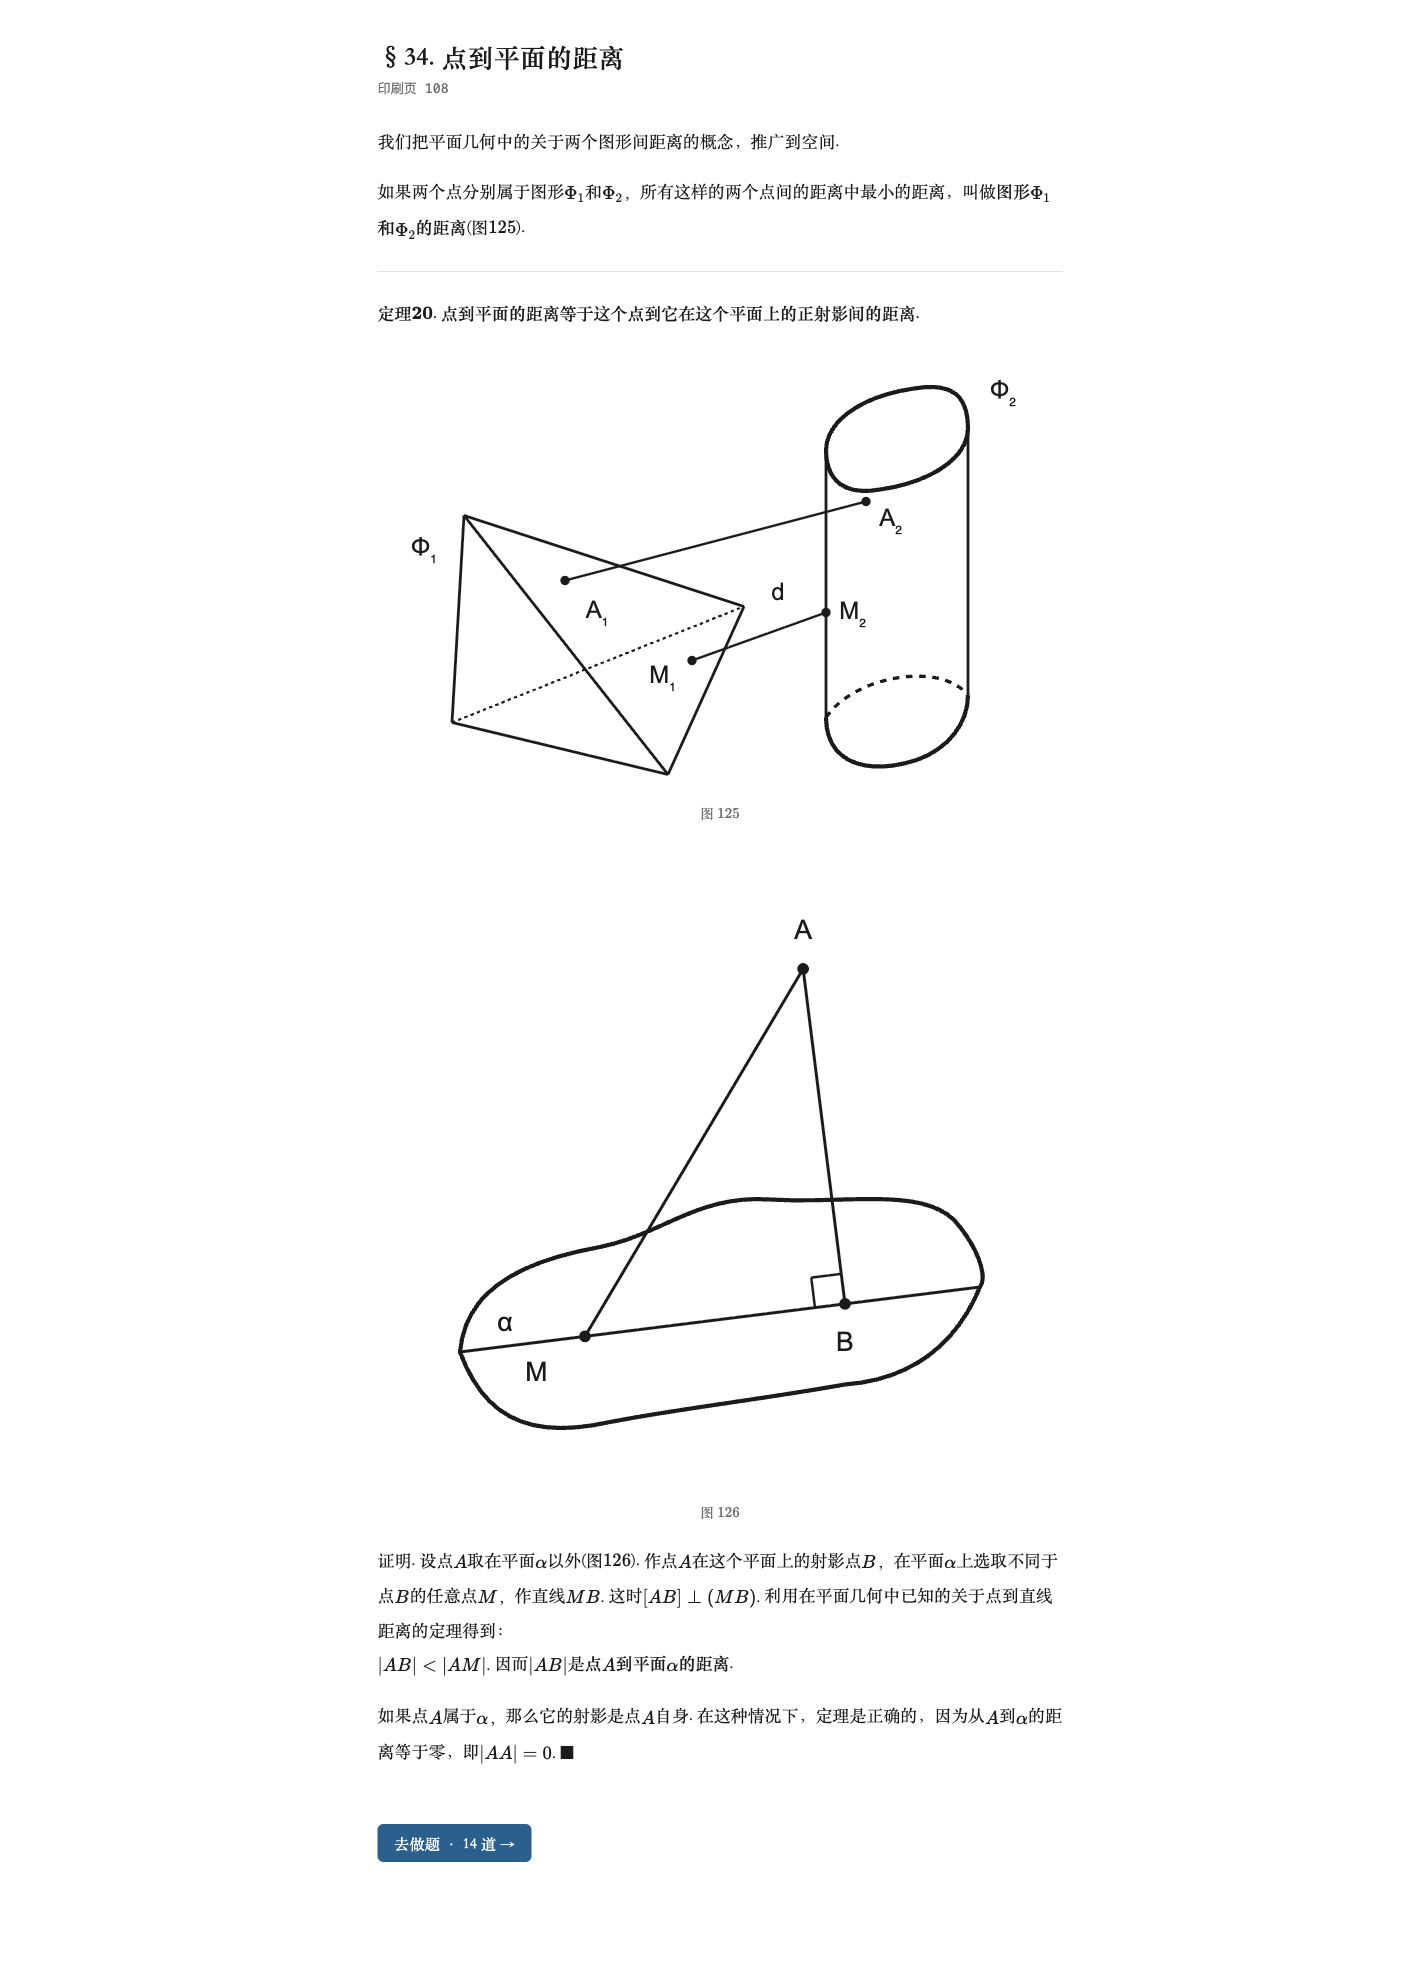 § 34. 点到平面的距离
印刷页 108
我们把平面几何中的关于两个图形间距离的概念，推广到空间.
如果两个点分别属于图形Φ₁和Φ₂，所有这样的两个点间的距离中最小的距离，叫做图形Φ₁
和Φ₂的距离(图125).
定理20. 点到平面的距离等于这个点到它在这个平面上的正射影间的距离.
Φ₂
A₂
Φ₁
A₁
d
M₂
M₁
图 125
A
α
B
M
图 126
证明. 设点A取在平面α以外(图126). 作点A在这个平面上的射影点B，在平面α上选取不同于
点B的任意点M，作直线MB. 这时[AB] ⊥ (MB). 利用在平面几何中已知的关于点到直线
距离的定理得到：
|AB| < |AM|. 因而|AB|是点A到平面α的距离.
如果点A属于α，那么它的射影是点A自身. 在这种情况下，定理是正确的，因为从A到α的距
离等于零，即|AA| = 0. ■
去做题 · 14 道 →